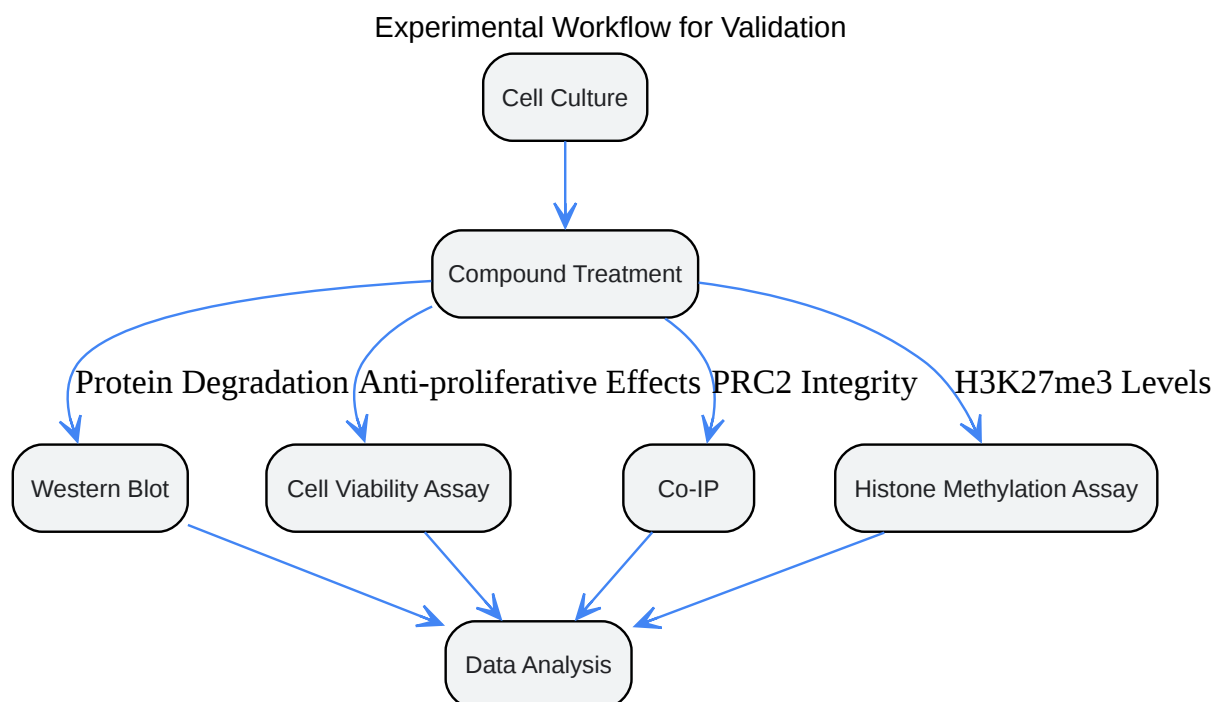 Experimental Workflow for Validation
Cell Culture
Compound Treatment
Protein Degradation
Anti-proliferative Effects
PRC2 Integrity
H3K27me3 Levels
Western Blot
Cell Viability Assay
Co-IP
Histone Methylation Assay
Data Analysis